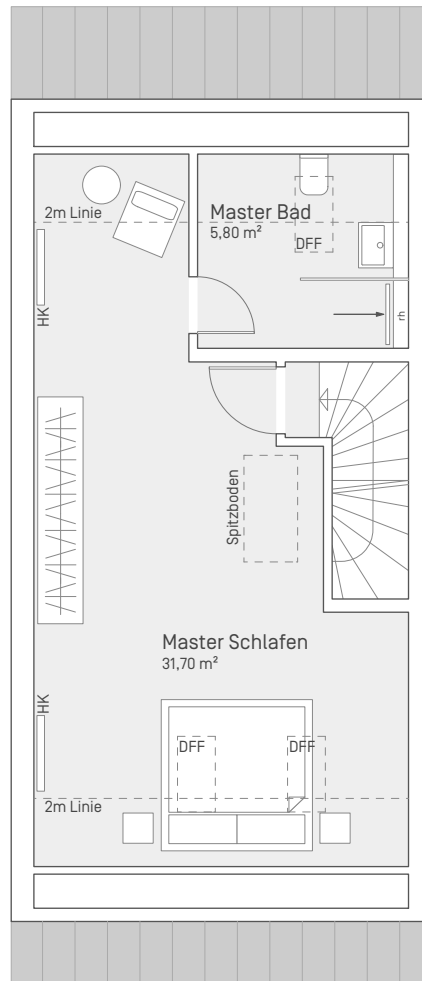 2m Linie
Master Bad
5,80 m²
DFF
HK
rh
Spitzboden
Master Schlafen
31,70 m²
HK
DFF
DFF
2m Linie